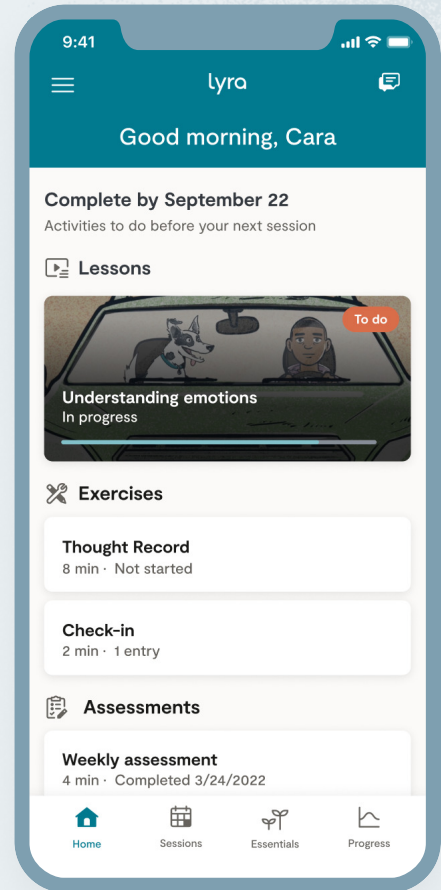 9:41
lyra
Good morning, Cara
Complete by September 22
Activities to do before your next session
Lessons
To do
Understanding emotions
In progress
Exercises
Thought Record
8 min · Not started
Check-in
2 min · 1 entry
Assessments
Weekly assessment
4 min · Completed 3/24/2022
Home
Sessions
Essentials
Progress